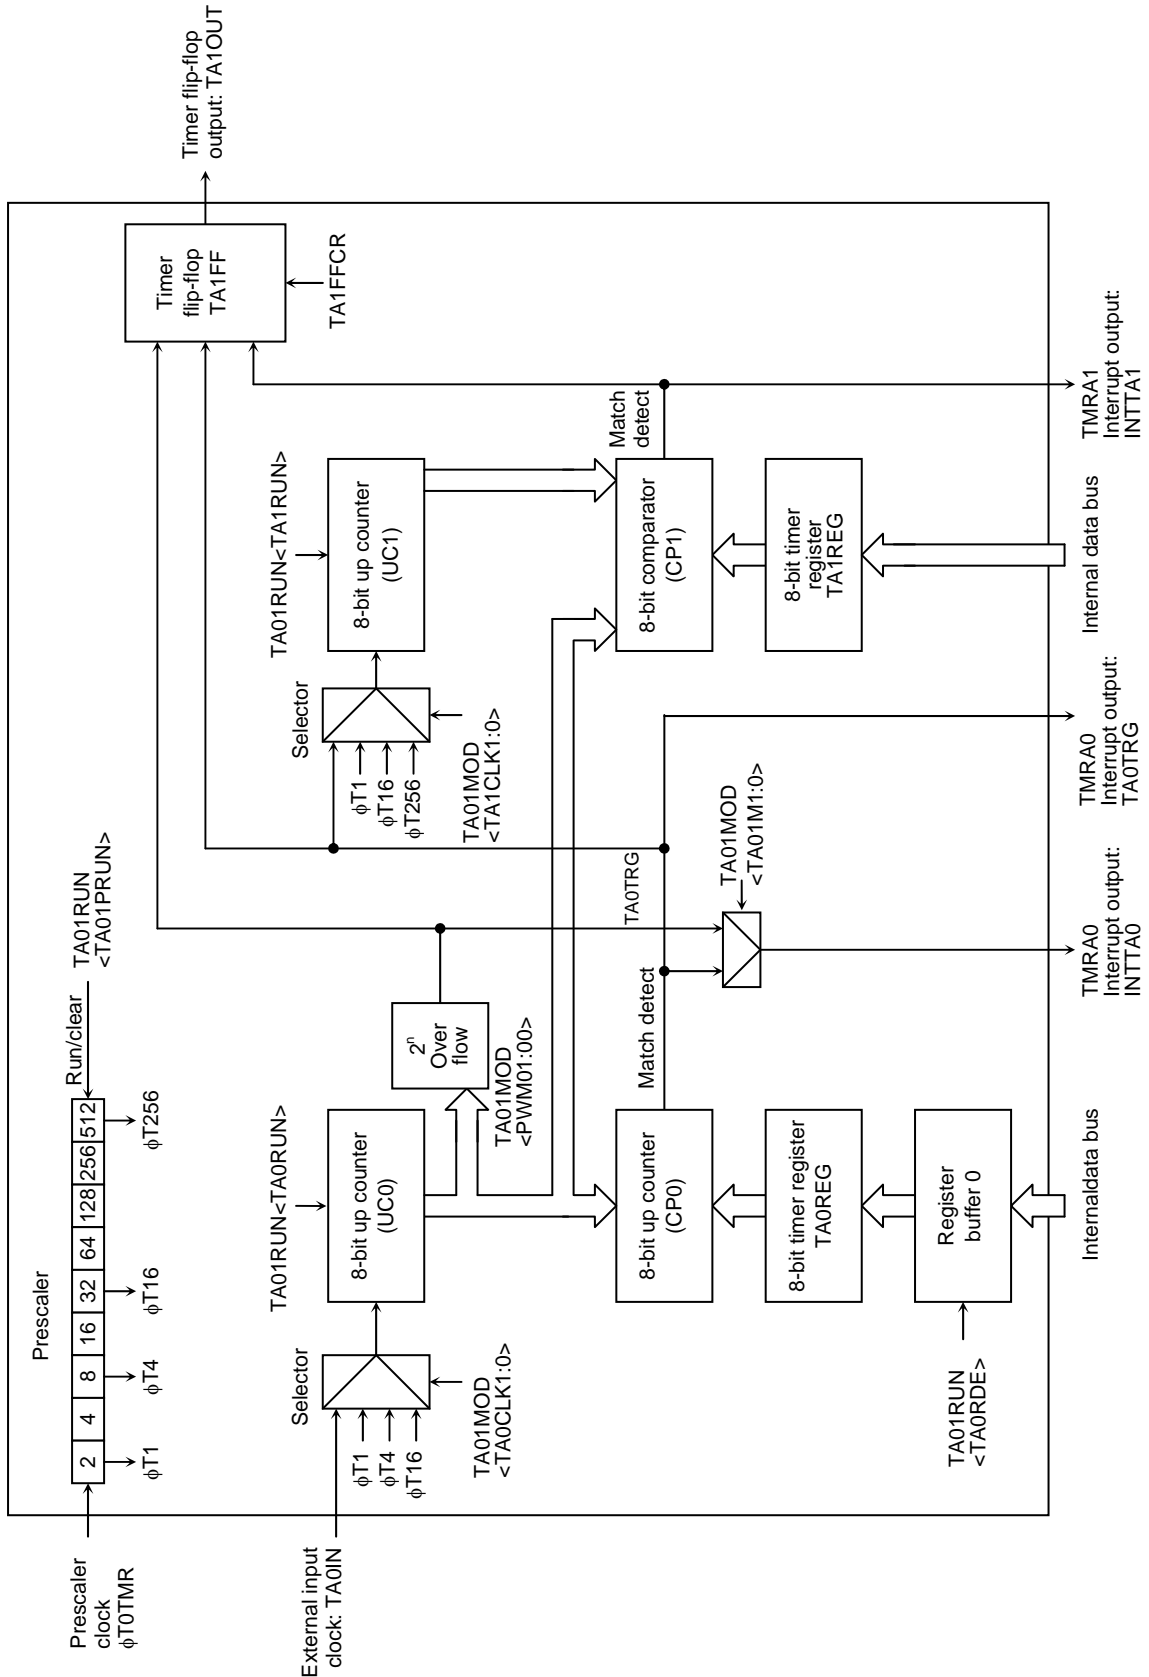 Prescaler
Prescaler
clock
ϕT0TMR
2 4 8 16 32 64 128 256 512
Run/clear
TA01RUN
<TA01PRUN>
ϕT1
ϕT4
ϕT16
ϕT256
External input
clock: TA0IN
Selector
ϕT1
ϕT4
ϕT16
TA01MOD
<TA0CLK1:0>
TA01RUN<TA0RUN>
8-bit up counter
(UC0)
2ⁿ
Over
flow
TA01MOD
<PWM01:00>
Selector
ϕT1
ϕT16
ϕT256
TA01MOD
<TA1CLK1:0>
TA01RUN<TA1RUN>
8-bit up counter
(UC1)
Timer
flip-flop
TA1FF
TA1FFCR
Timer flip-flop
output: TA1OUT
8-bit up counter
(CP0)
Match detect
TA0TRG
TA01MOD
<TA01M1:0>
8-bit comparator
(CP1)
Match
detect
8-bit timer register
TA0REG
8-bit timer
register
TA1REG
TA01RUN
<TA0RDE>
Register
buffer 0
Internaldata bus
TMRA0
Interrupt output:
INTTA0
TMRA0
Interrupt output:
TA0TRG
Internal data bus
TMRA1
Interrupt output:
INTTA1